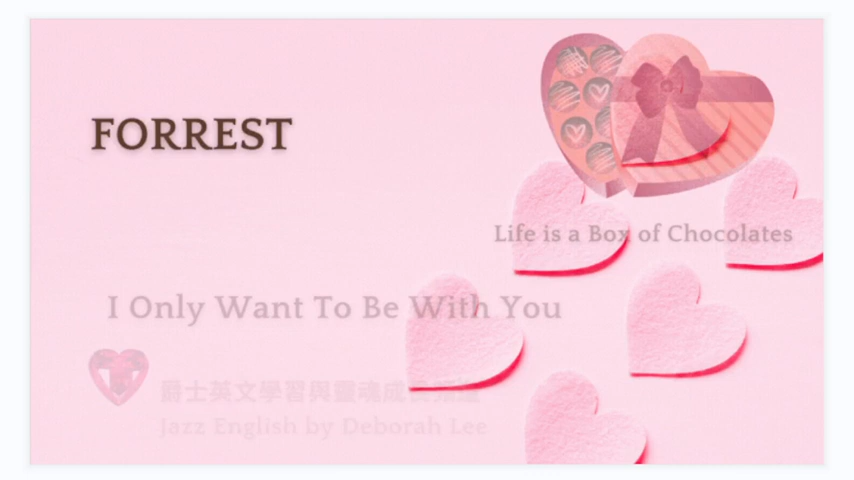 FORREST
Life is a Box of Chocolates
I Only Want To Be With You
爵士英文學習與靈魂成長頻道
Jazz English by Deborah Lee